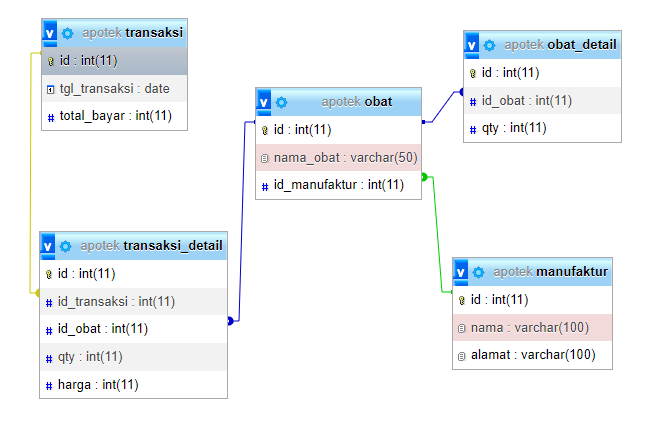 apotek transaksi
id : int(11)
tgl_transaksi : date
total_bayar : int(11)
apotek obat_detail
id : int(11)
id_obat : int(11)
qty : int(11)
apotek obat
id : int(11)
nama_obat : varchar(50)
id_manufaktur : int(11)
apotek transaksi_detail
id : int(11)
id_transaksi : int(11)
id_obat : int(11)
qty : int(11)
harga : int(11)
apotek manufaktur
id : int(11)
nama : varchar(100)
alamat : varchar(100)